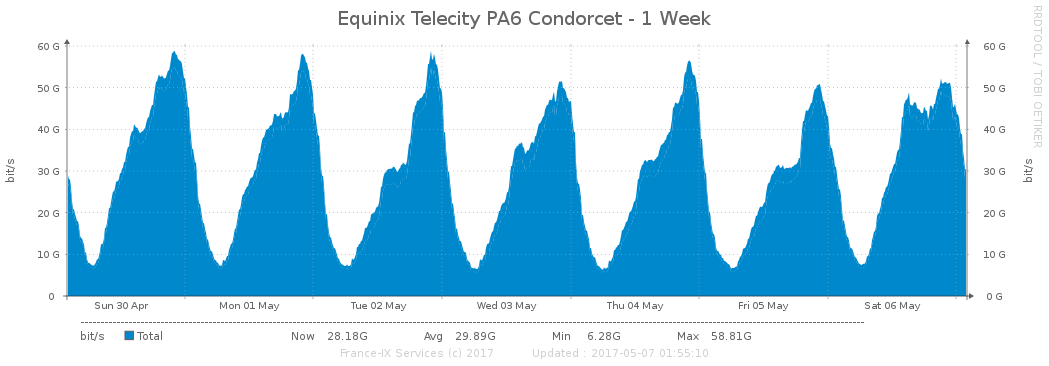 Equinix Telecity PA6 Condorcet - 1 Week
RRDTOOL / TOBI OETIKER
60 G 60 G
50 G 50 G
40 G 40 G
30 G 30 G
20 G 20 G
10 G 10 G
0 0 G
bit/s
bit/s
Sun 30 Apr Mon 01 May Tue 02 May Wed 03 May Thu 04 May Fri 05 May Sat 06 May
bit/s Total Now 28.18G Avg 29.89G Min 6.28G Max 58.81G
France-IX Services (c) 2017 Updated : 2017-05-07 01:55:10